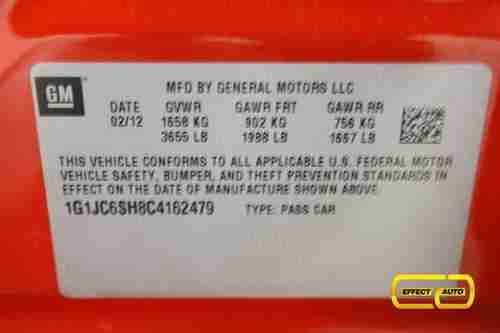 GM
MFD BY GENERAL MOTORS LLC
DATE GVWR GAWR FRT GAWR RR
02/12 1658 KG 902 KG 756 KG
3655 LB 1988 LB 1667 LB
THIS VEHICLE CONFORMS TO ALL APPLICABLE U.S. FEDERAL MOTOR
VEHICLE SAFETY, BUMPER, AND THEFT PREVENTION STANDARDS IN
EFFECT ON THE DATE OF MANUFACTURE SHOWN ABOVE.
1G1JC6SH8C4162479 TYPE: PASS CAR
EFFECT AUTO